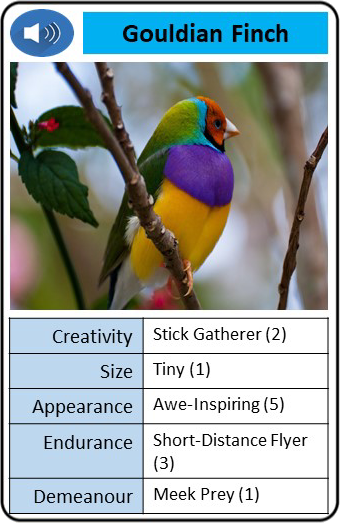 Gouldian Finch
Creativity Stick Gatherer (2)
Size Tiny (1)
Appearance Awe-Inspiring (5)
Endurance Short-Distance Flyer
(3)
Demeanour Meek Prey (1)